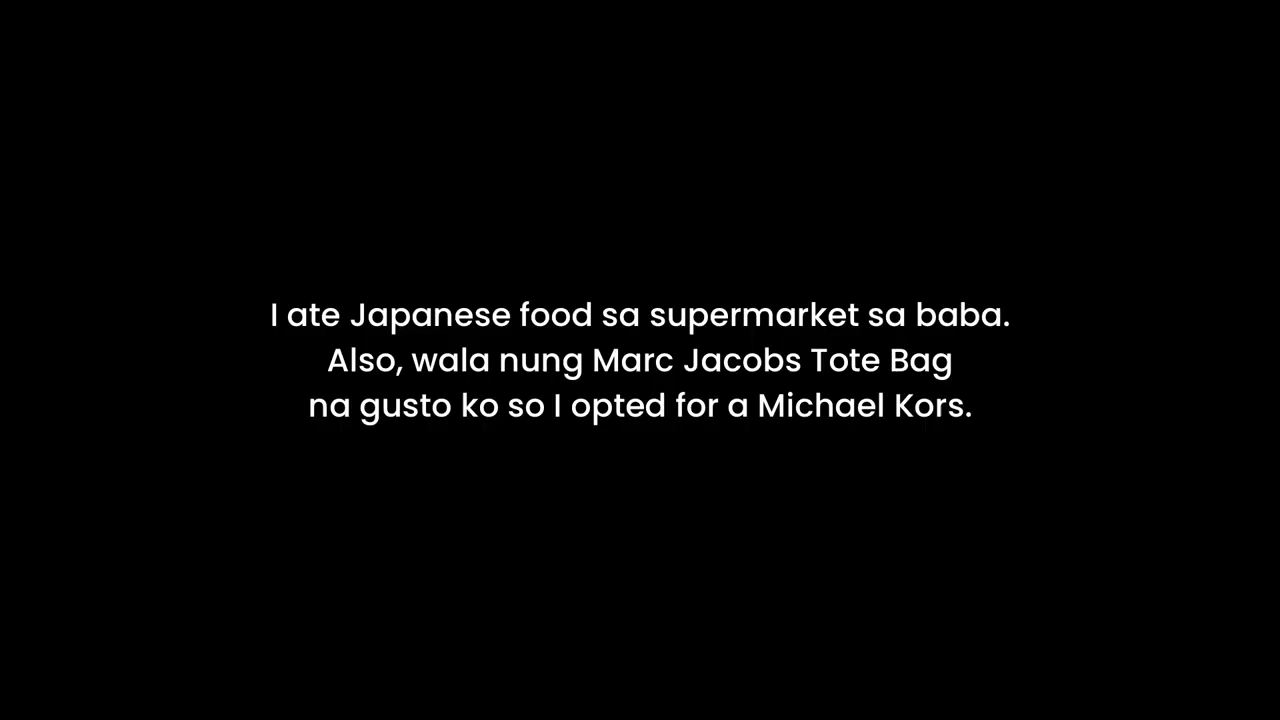 I ate Japanese food sa supermarket sa baba.
Also, wala nung Marc Jacobs Tote Bag
na gusto ko so I opted for a Michael Kors.